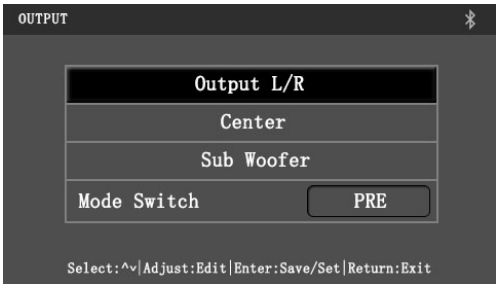 OUTPUT
Output L/R
Center
Sub Woofer
Mode Switch PRE
Select:^v|Adjust:Edit|Enter:Save/Set|Return:Exit